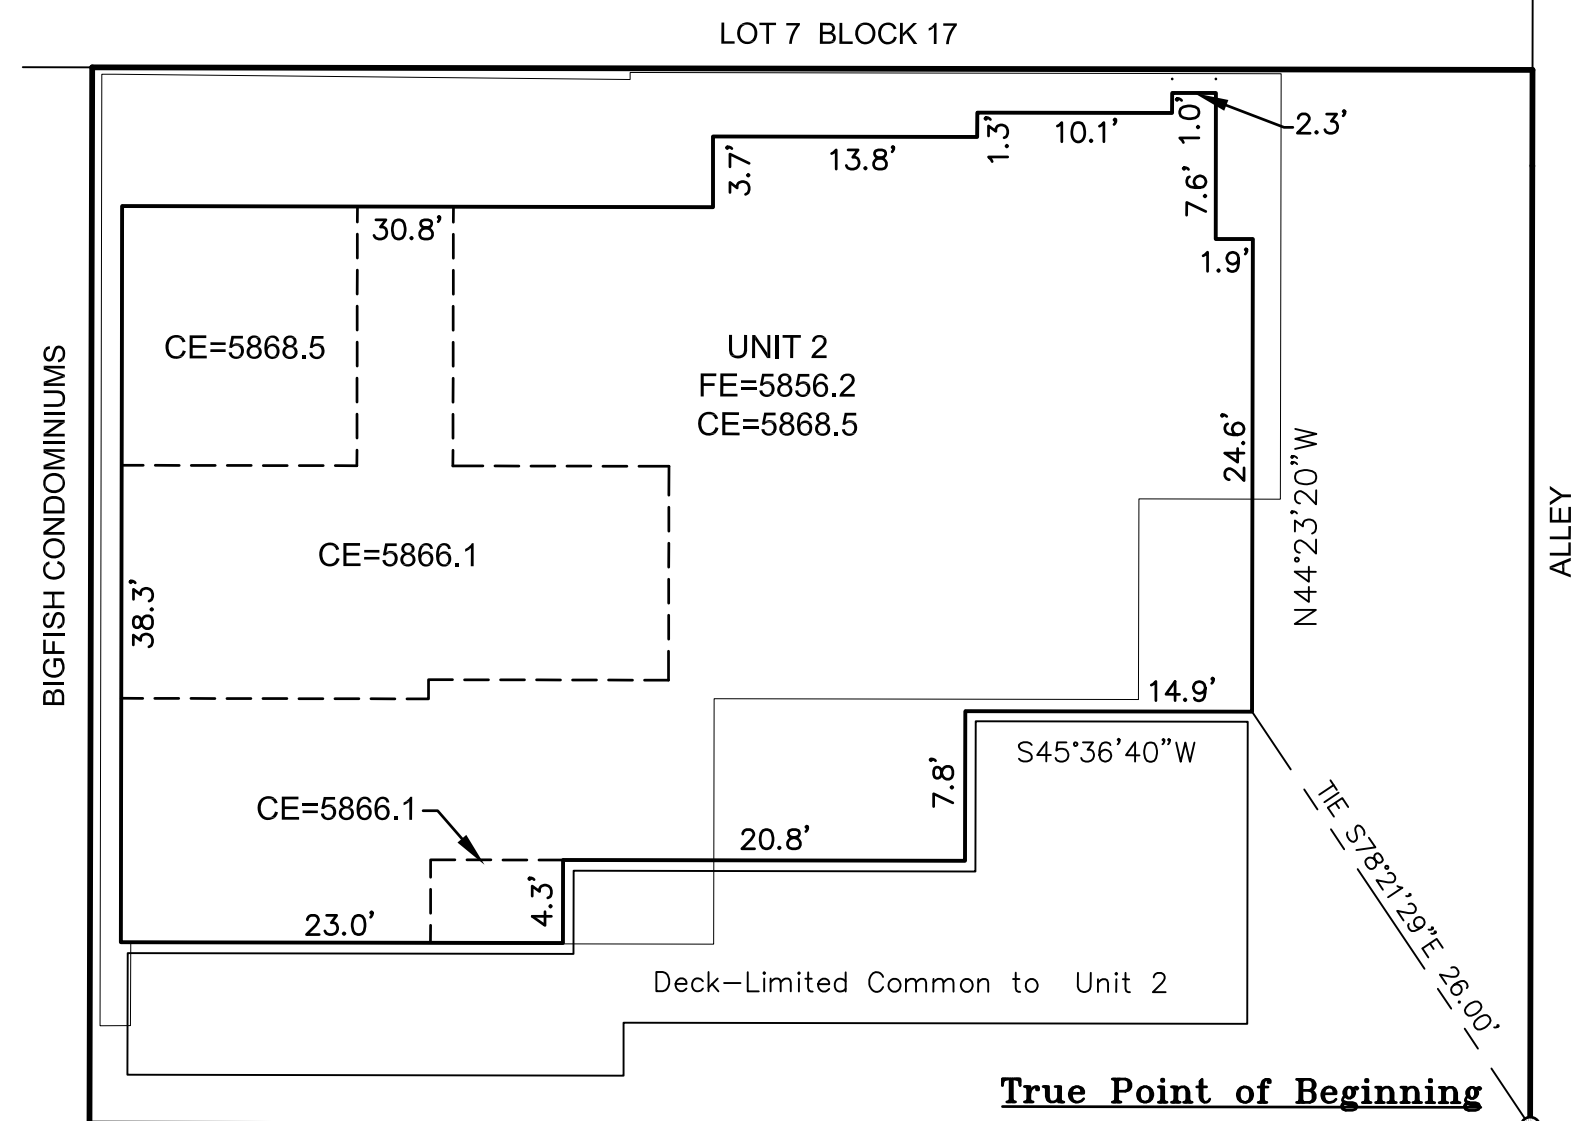 LOT 7 BLOCK 17
2.3’
1.0’
10.1’
1.3’
13.8’
3.7’
7.6’
30.8’
1.9’
CE=5868.5
UNIT 2
FE=5856.2
CE=5868.5
24.6’
N44°23’20”W
BIGFISH CONDOMINIUMS
ALLEY
CE=5866.1
38.3’
14.9’
S45°36’40”W
7.8’
CE=5866.1
20.8’
4.3’
23.0’
TIE S78°21’29”E 26.00’
Deck-Limited Common to Unit 2
True Point of Beginning